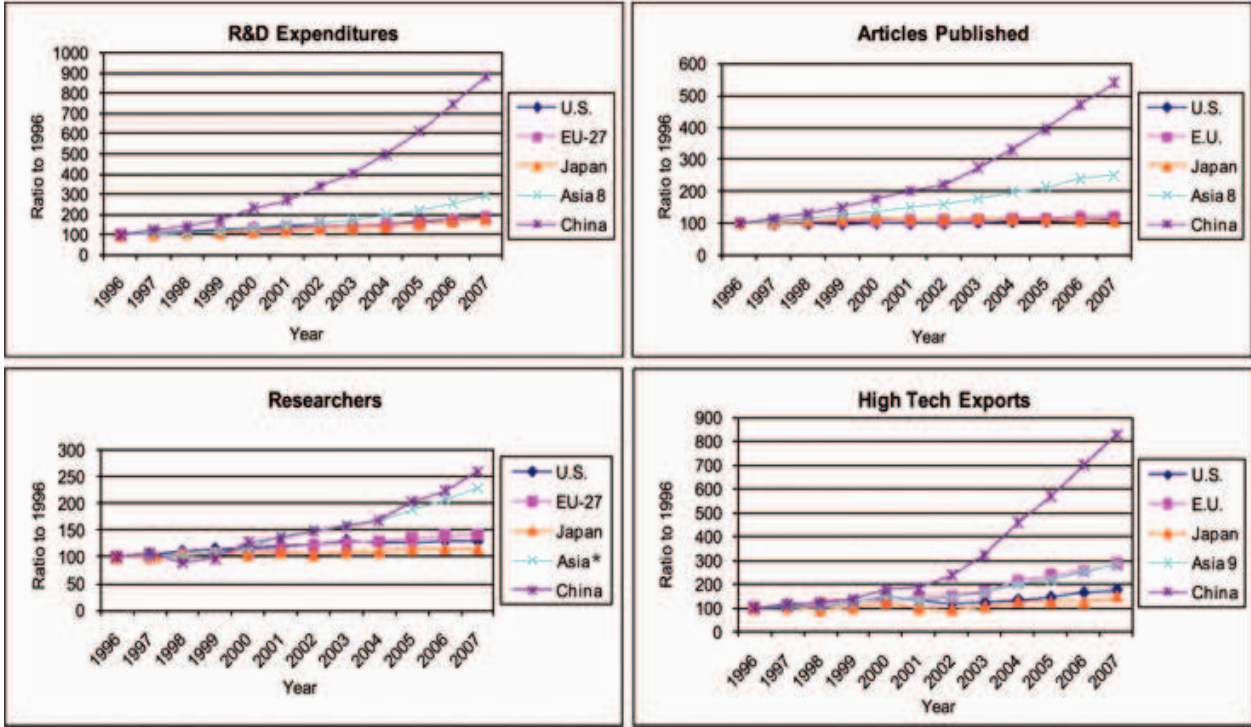 R&D Expenditures
Ratio to 1996
1000
900
800
700
600
500
400
300
200
100
0
1996
1997
1998
1999
2000
2001
2002
2003
2004
2005
2006
2007
Year
U.S.
EU-27
Japan
Asia 8
China
Articles Published
Ratio to 1996
600
500
400
300
200
100
0
1996
1997
1998
1999
2000
2001
2002
2003
2004
2005
2006
2007
Year
U.S.
E.U.
Japan
Asia 8
China
Researchers
Ratio to 1996
300
250
200
150
100
50
0
1996
1997
1998
1999
2000
2001
2002
2003
2004
2005
2006
2007
Year
U.S.
EU-27
Japan
Asia*
China
High Tech Exports
Ratio to 1996
900
800
700
600
500
400
300
200
100
0
1996
1997
1998
1999
2000
2001
2002
2003
2004
2005
2006
2007
Year
U.S.
E.U.
Japan
Asia 9
China